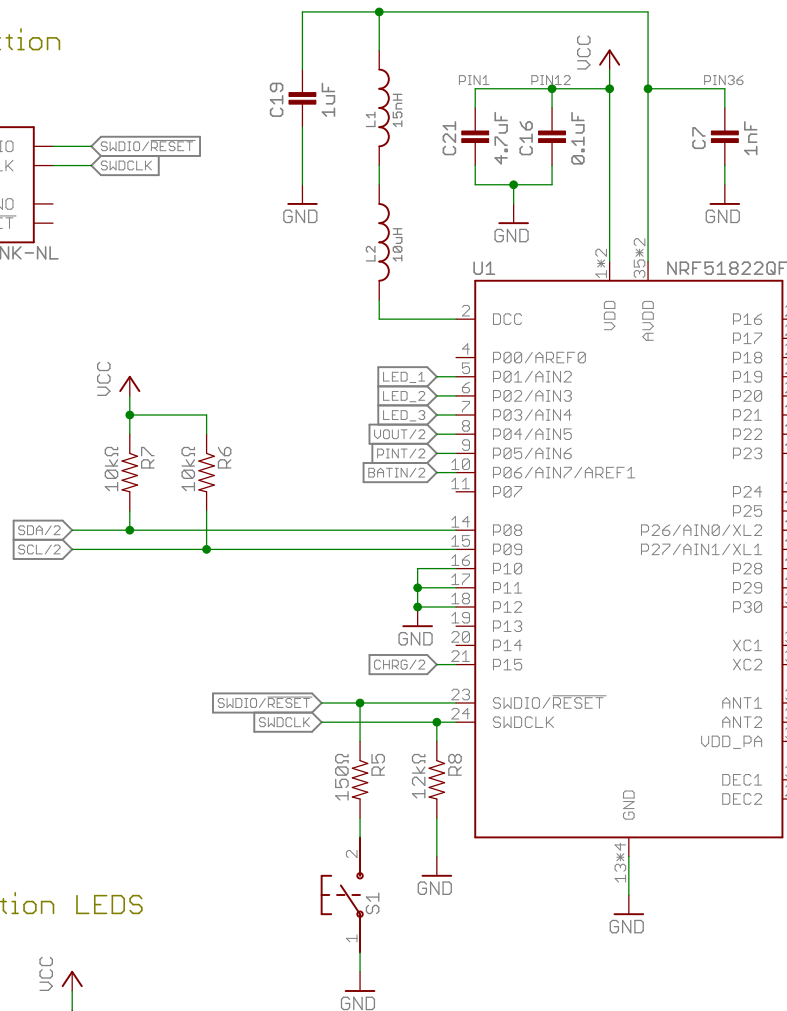 ction
VCC
PIN1
PIN12
PIN36
C19
1uF
L1
15nH
C21
4.7uF
C16
0.1uF
C7
1nF
SWDIO/RESET
SWDCLK
IO
LK
NO
ET
NK-NL
GND
GND
GND
L2
10uH
1*2
35*2
U1
NRF51822QF
VDD
AVDD
2
DCC
P16
P17
4
P00/AREF0
P18
LED_1
5
P01/AIN2
P19
LED_2
6
P02/AIN3
P20
LED_3
7
P03/AIN4
P21
VOUT/2
8
P04/AIN5
P22
PINT/2
9
P05/AIN6
P23
BATIN/2
10
P06/AIN7/AREF1
11
P07
P24
P25
VCC
10kΩ
R7
10kΩ
R6
SDA/2
14
P08
P26/AIN0/XL2
SCL/2
15
P09
P27/AIN1/XL1
16
P10
P28
17
P11
P29
18
P12
P30
19
P13
GND
20
P14
XC1
CHRG/2
21
P15
XC2
SWDIO/RESET
23
SWDIO/RESET
ANT1
SWDCLK
24
SWDCLK
ANT2
VDD_PA
150Ω
R5
12kΩ
R8
DEC1
DEC2
GND
13*4
2
GND
S1
1
GND
GND
tion LEDS
VCC